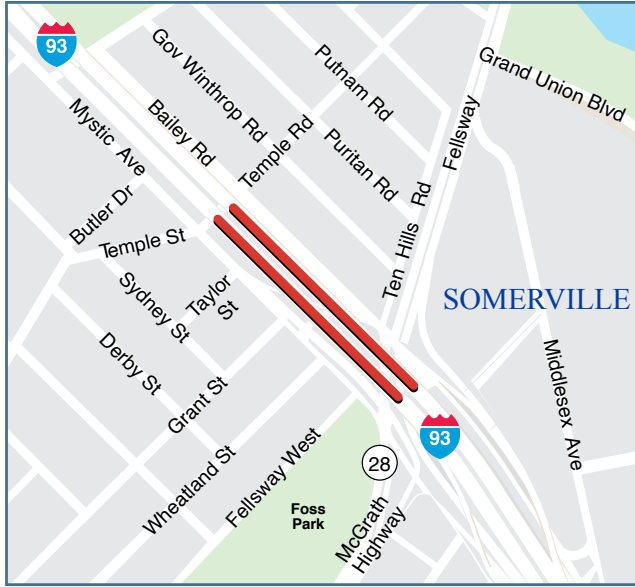 93
Gov Winthrop Rd
Putnam Rd
Grand Union Blvd
Mystic Ave
Bailey Rd
Temple Rd
Puritan Rd
Fellsway
Butler Dr
Temple St
Ten Hills Rd
Sydney St
Taylor St
SOMERVILLE
Derby St
Grant St
Middlesex Ave
Wheatland St
Fellsway West
93
28
Foss
Park
McGrath
Highway